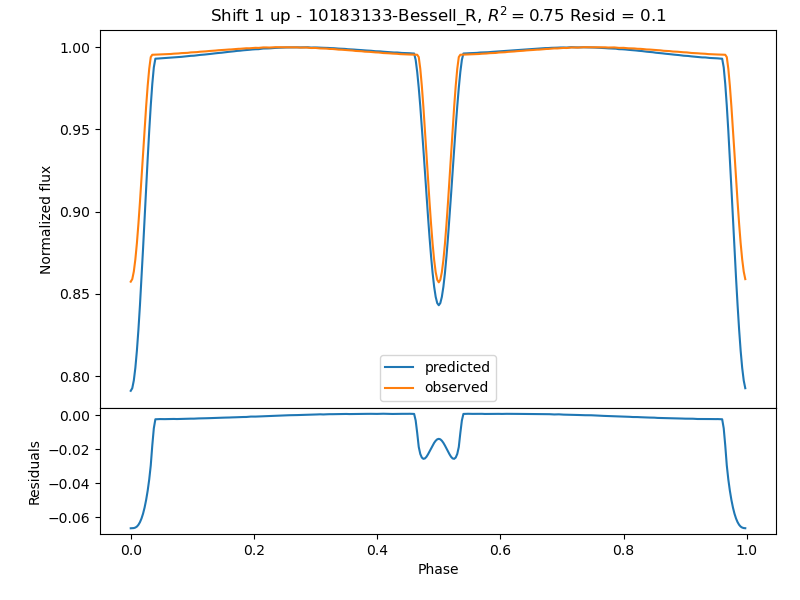 Shift 1 up - 10183133-Bessell_R, R² = 0.75 Resid = 0.1
1.00
0.95
0.90
0.85
0.80
Normalized flux
predicted
observed
0.00
−0.02
−0.04
−0.06
Residuals
0.0 0.2 0.4 0.6 0.8 1.0
Phase